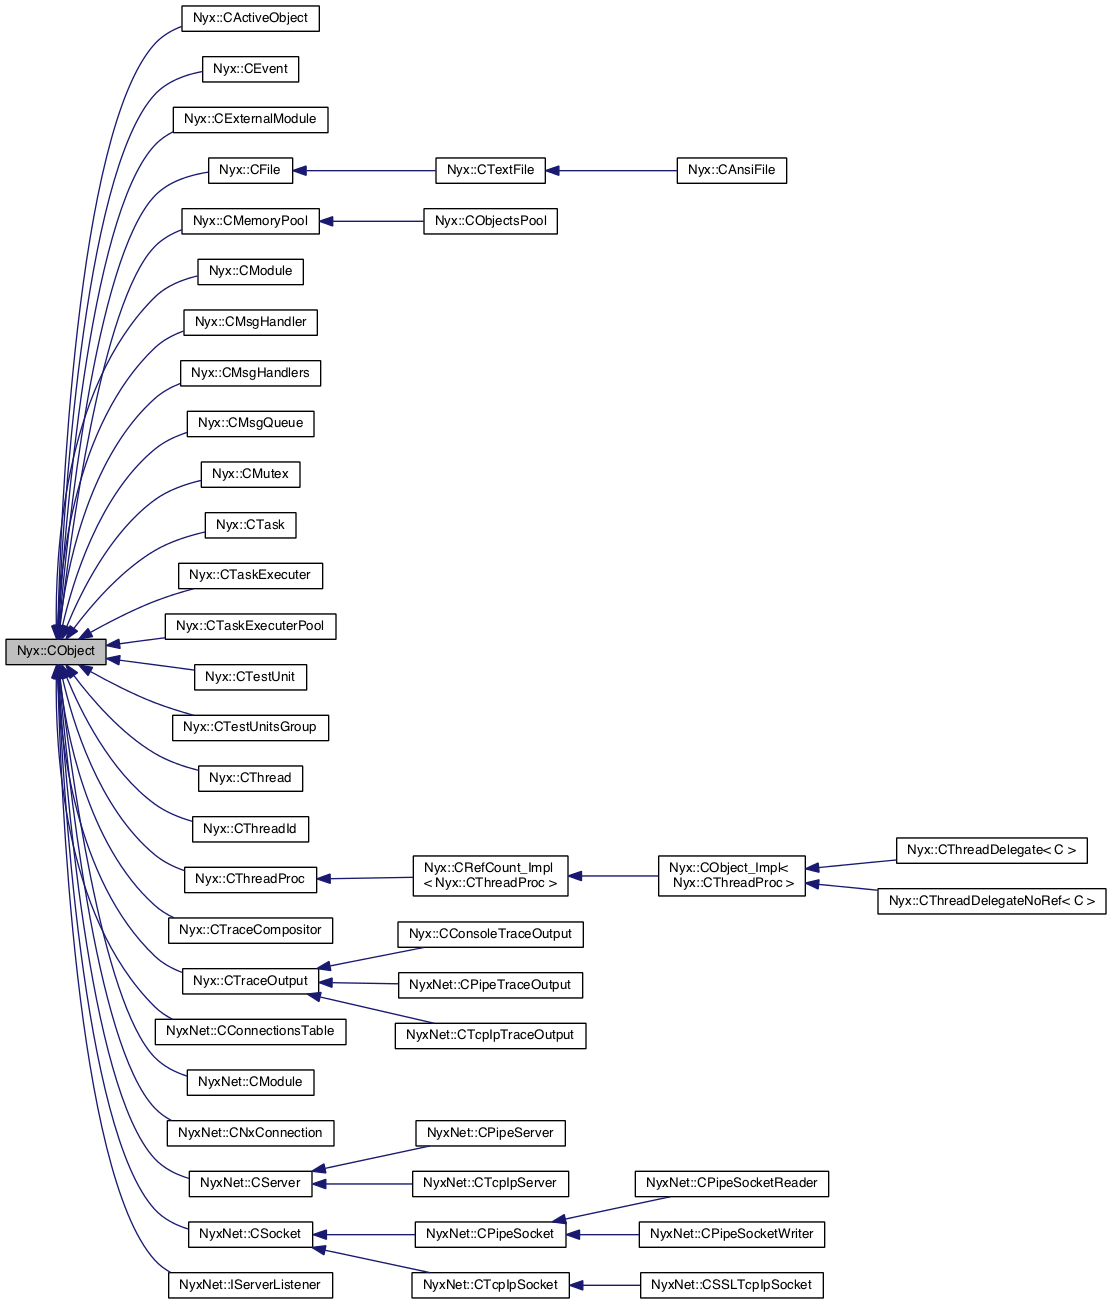 Nyx::CActiveObject
Nyx::CEvent
Nyx::CExternalModule
Nyx::CFile
Nyx::CTextFile
Nyx::CAnsiFile
Nyx::CMemoryPool
Nyx::CObjectsPool
Nyx::CModule
Nyx::CMsgHandler
Nyx::CMsgHandlers
Nyx::CMsgQueue
Nyx::CMutex
Nyx::CTask
Nyx::CTaskExecuter
Nyx::CTaskExecuterPool
Nyx::CObject
Nyx::CTestUnit
Nyx::CTestUnitsGroup
Nyx::CThread
Nyx::CThreadId
Nyx::CThreadProc
Nyx::CRefCount_Impl
< Nyx::CThreadProc >
Nyx::CObject_Impl<
Nyx::CThreadProc >
Nyx::CThreadDelegate< C >
Nyx::CThreadDelegateNoRef< C >
Nyx::CTraceCompositor
Nyx::CTraceOutput
Nyx::CConsoleTraceOutput
NyxNet::CPipeTraceOutput
NyxNet::CTcpIpTraceOutput
NyxNet::CConnectionsTable
NyxNet::CModule
NyxNet::CNxConnection
NyxNet::CServer
NyxNet::CPipeServer
NyxNet::CTcpIpServer
NyxNet::CSocket
NyxNet::CPipeSocket
NyxNet::CPipeSocketReader
NyxNet::CPipeSocketWriter
NyxNet::CTcpIpSocket
NyxNet::CSSLTcpIpSocket
NyxNet::IServerListener